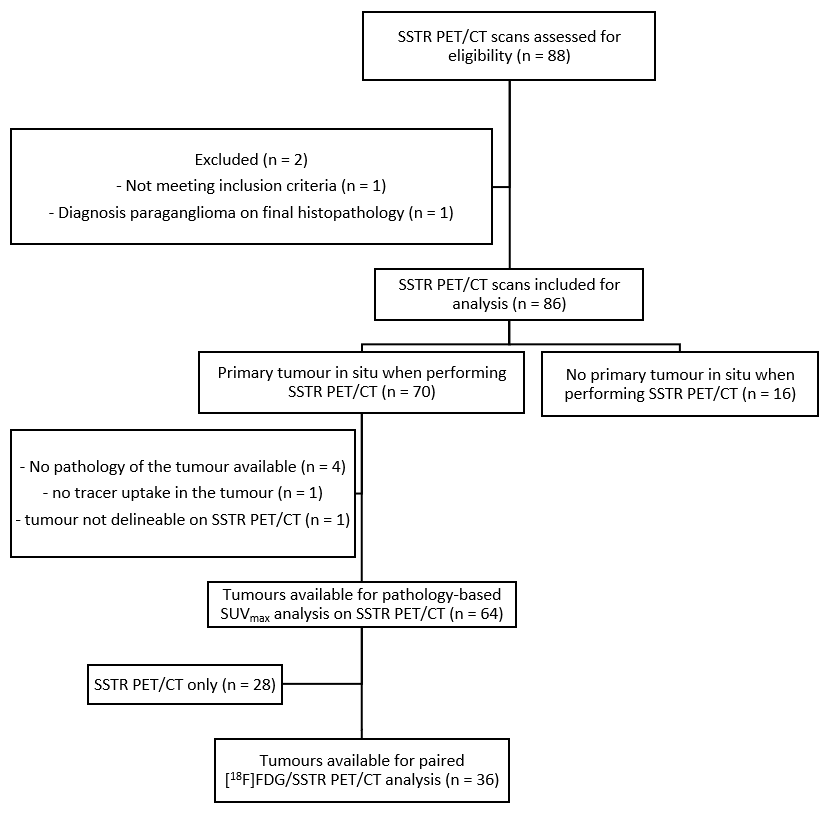 SSTR PET/CT scans assessed for
eligibility (n = 88)
Excluded (n = 2)
- Not meeting inclusion criteria (n = 1)
- Diagnosis paraganglioma on final histopathology (n = 1)
SSTR PET/CT scans included for
analysis (n = 86)
Primary tumour in situ when performing
SSTR PET/CT (n = 70)
No primary tumour in situ when
performing SSTR PET/CT (n = 16)
- No pathology of the tumour available (n = 4)
- no tracer uptake in the tumour (n = 1)
- tumour not delineable on SSTR PET/CT (n = 1)
Tumours available for pathology-based
SUVmax analysis on SSTR PET/CT (n = 64)
SSTR PET/CT only (n = 28)
Tumours available for paired
[¹⁸F]FDG/SSTR PET/CT analysis (n = 36)